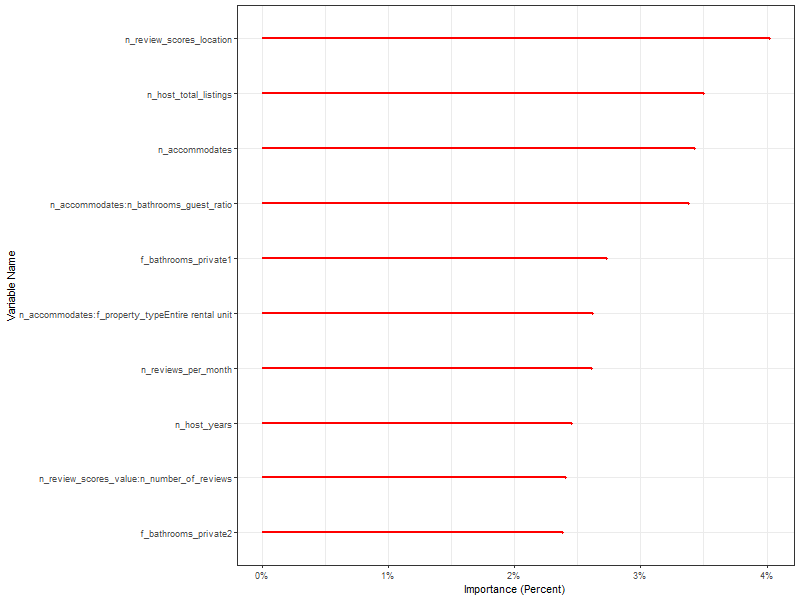 n_review_scores_location
n_host_total_listings
n_accommodates
n_accommodates:n_bathrooms_guest_ratio
f_bathrooms_private1
n_accommodates:f_property_typeEntire rental unit
n_reviews_per_month
n_host_years
n_review_scores_value:n_number_of_reviews
f_bathrooms_private2
Variable Name
0% 1% 2% 3% 4%
Importance (Percent)